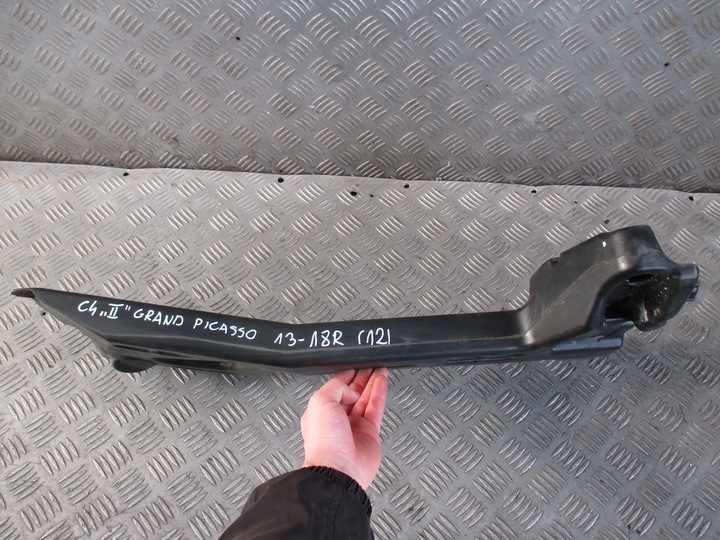 C4 „II" GRAND PICASSO 13-18R (12)